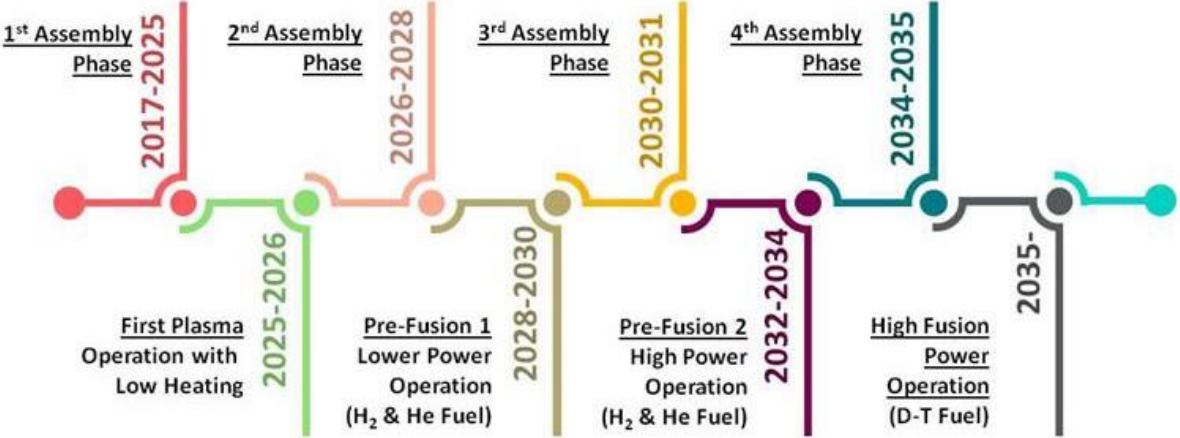 1st Assembly
Phase
2017-2025
2nd Assembly
Phase
2026-2028
3rd Assembly
Phase
2030-2031
4th Assembly
Phase
2034-2035
First Plasma
Operation with
Low Heating
2025-2026
Pre-Fusion 1
Lower Power
Operation
(H2 & He Fuel)
2028-2030
Pre-Fusion 2
High Power
Operation
(H2 & He Fuel)
2032-2034
High Fusion
Power
Operation
(D-T Fuel)
2035-